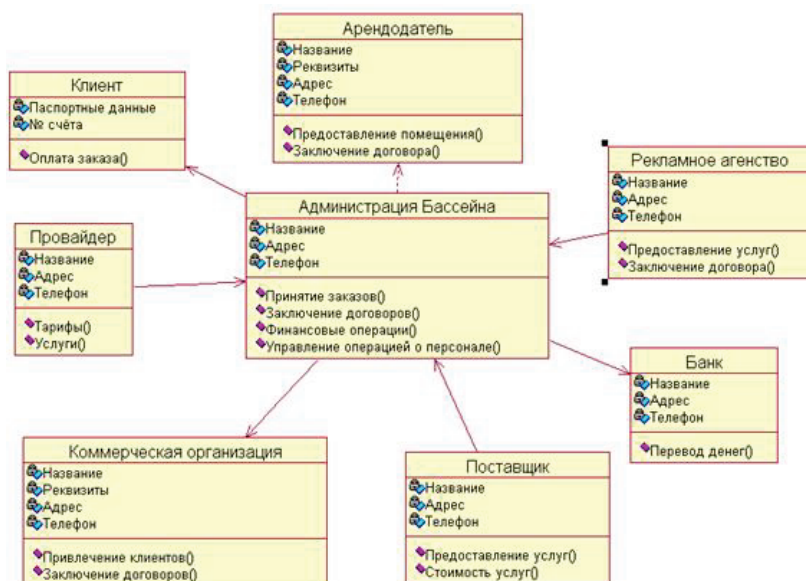 Арендодатель
Название
Реквизиты
Адрес
Телефон
Предоставление помещения()
Заключение договора()
Клиент
Паспортные данные
№ счёта
Оплата заказа()
Рекламное агенство
Название
Адрес
Телефон
Предоставление услуг()
Заключение договора()
Администрация Бассейна
Название
Адрес
Телефон
Принятие заказов()
Заключение договоров()
Финансовые операции()
Управление операцией о персонале()
Провайдер
Название
Адрес
Телефон
Тарифы()
Услуги()
Банк
Название
Адрес
Телефон
Перевод денег()
Коммерческая организация
Название
Реквизиты
Адрес
Телефон
Привлечение клиентов()
Заключение договоров()
Поставщик
Название
Адрес
Телефон
Предоставление услуг()
Стоимость услуг()